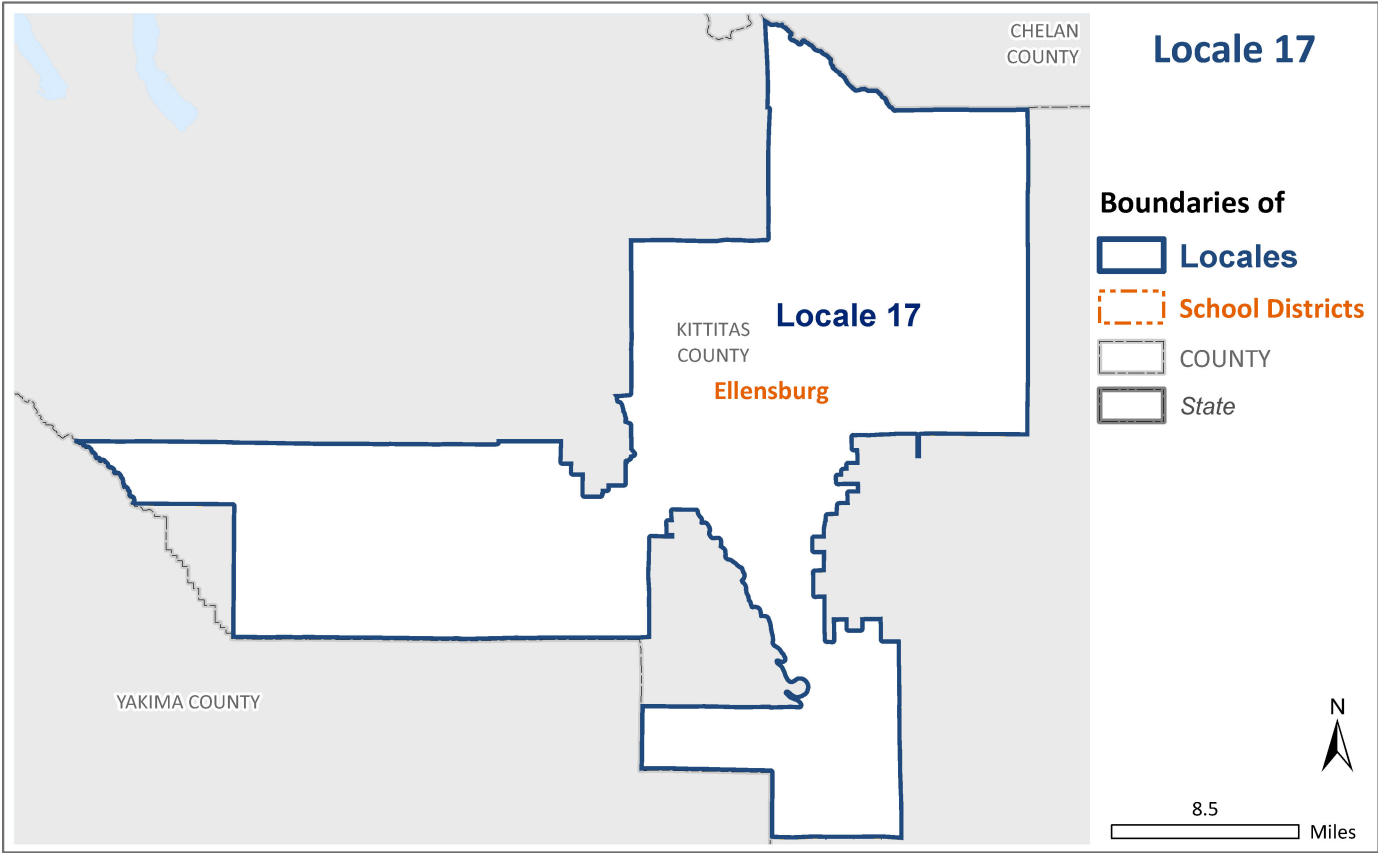 CHELAN
COUNTY
Locale 17
Boundaries of
Locales
School Districts
COUNTY
State
Locale 17
KITTITAS
COUNTY
Ellensburg
YAKIMA COUNTY
N
8.5
Miles